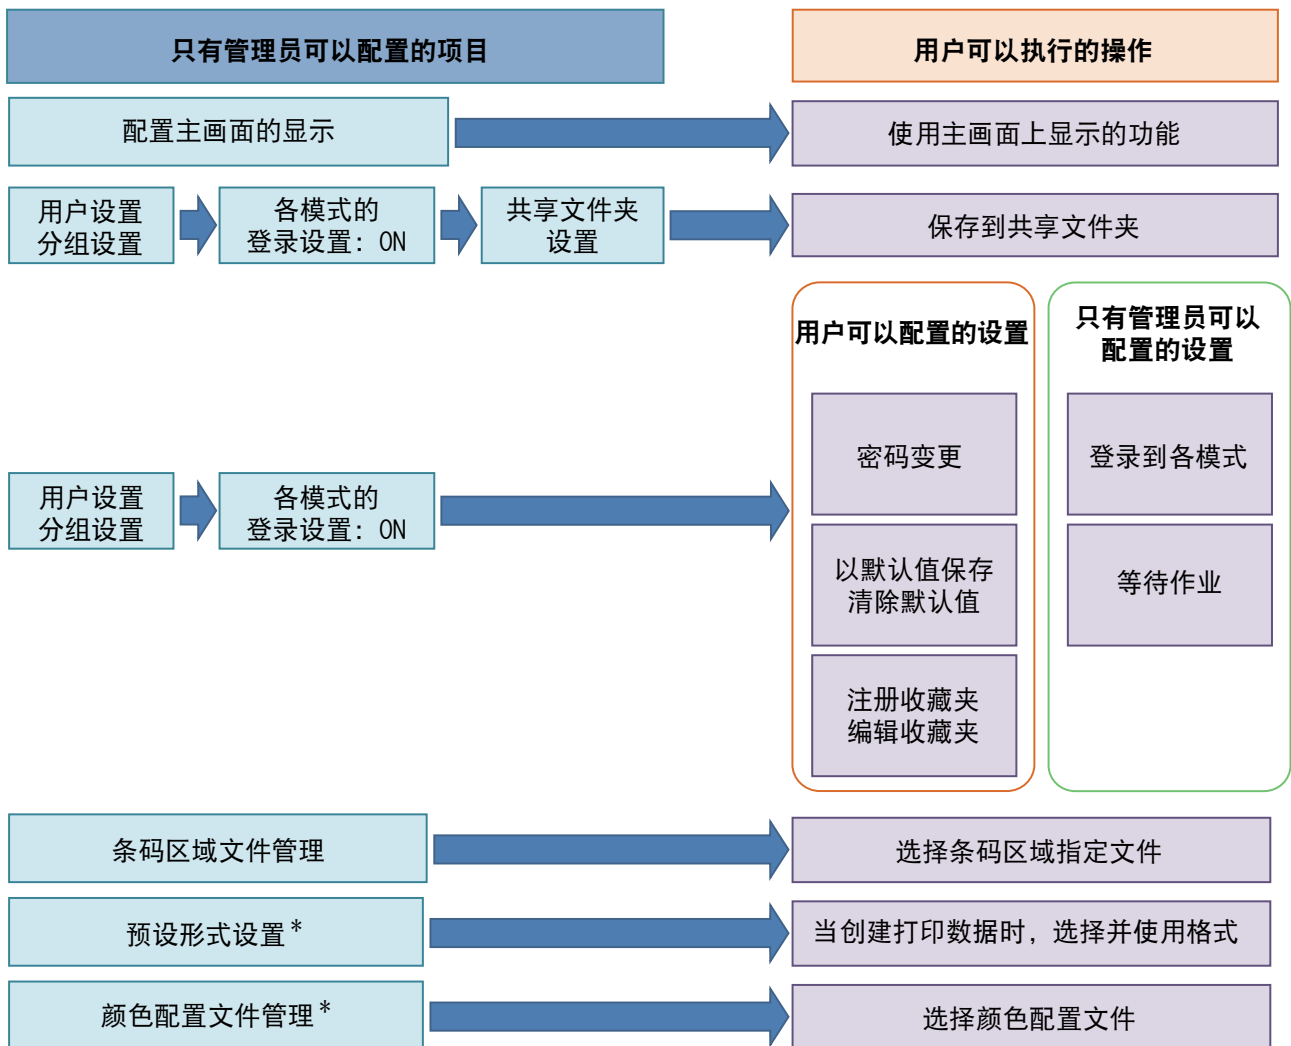 只有管理员可以配置的项目
用户可以执行的操作
配置主画面的显示
使用主画面上显示的功能
用户设置
分组设置
各模式的
登录设置：ON
共享文件夹
设置
保存到共享文件夹
用户设置
分组设置
各模式的
登录设置：ON
用户可以配置的设置
密码变更
以默认值保存
清除默认值
注册收藏夹
编辑收藏夹
只有管理员可以
配置的设置
登录到各模式
等待作业
条码区域文件管理
选择条码区域指定文件
预设形式设置*
当创建打印数据时，选择并使用格式
颜色配置文件管理*
选择颜色配置文件